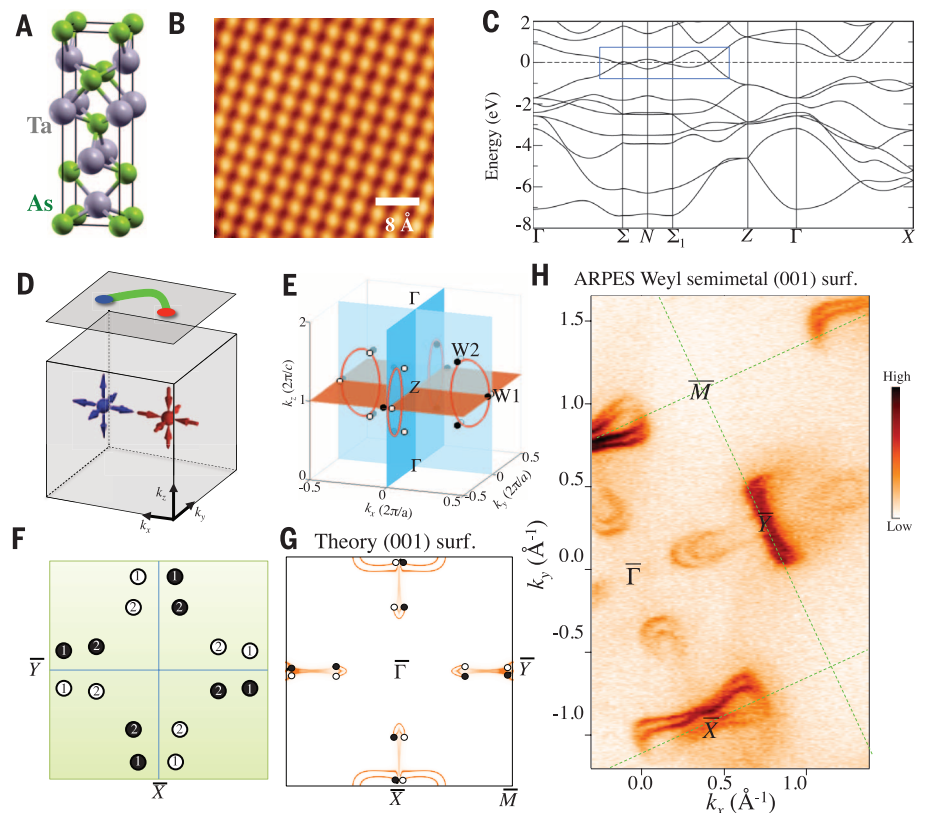 A
Ta
As
B
8 Å
C
Energy (eV)
2
0
-2
-4
-6
-8
Γ
Σ
N
Σ1
Z
Γ
X
D
kz
kx
ky
E
Γ
W2
Z
W1
Γ
kz (2π/c)
2
1
0
-0.5
0
0.5
kx (2π/a)
-0.5
0
0.5
ky (2π/a)
F
1 1
2 2
1 2 2 1
Y̅
1 2 2 1
2 2
1 1
X̅
G Theory (001) surf.
Γ̅
Y̅
X̅
M̅
H ARPES Weyl semimetal (001) surf.
1.5
1.0
0.5
0.0
-0.5
-1.0
ky (Å-1)
M̅
Y̅
Γ̅
X̅
0.0
1.0
kx (Å-1)
High
Low